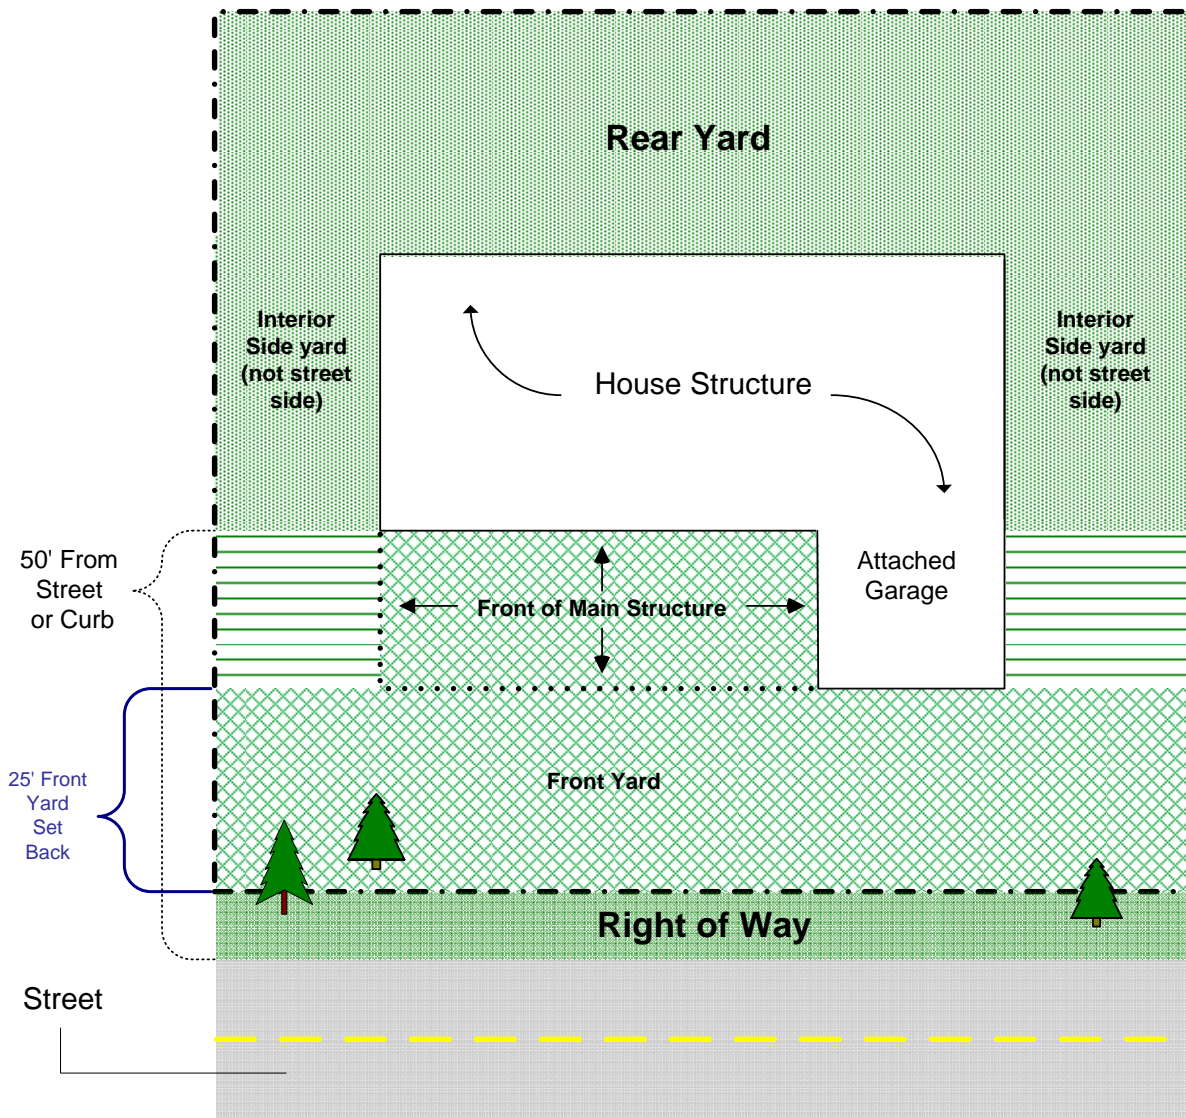 Rear Yard
Interior
Side yard
(not street
side)
Interior
Side yard
(not street
side)
House Structure
50' From
Street
or Curb
Attached
Garage
Front of Main Structure
25' Front
Yard
Set
Back
Front Yard
Right of Way
Street